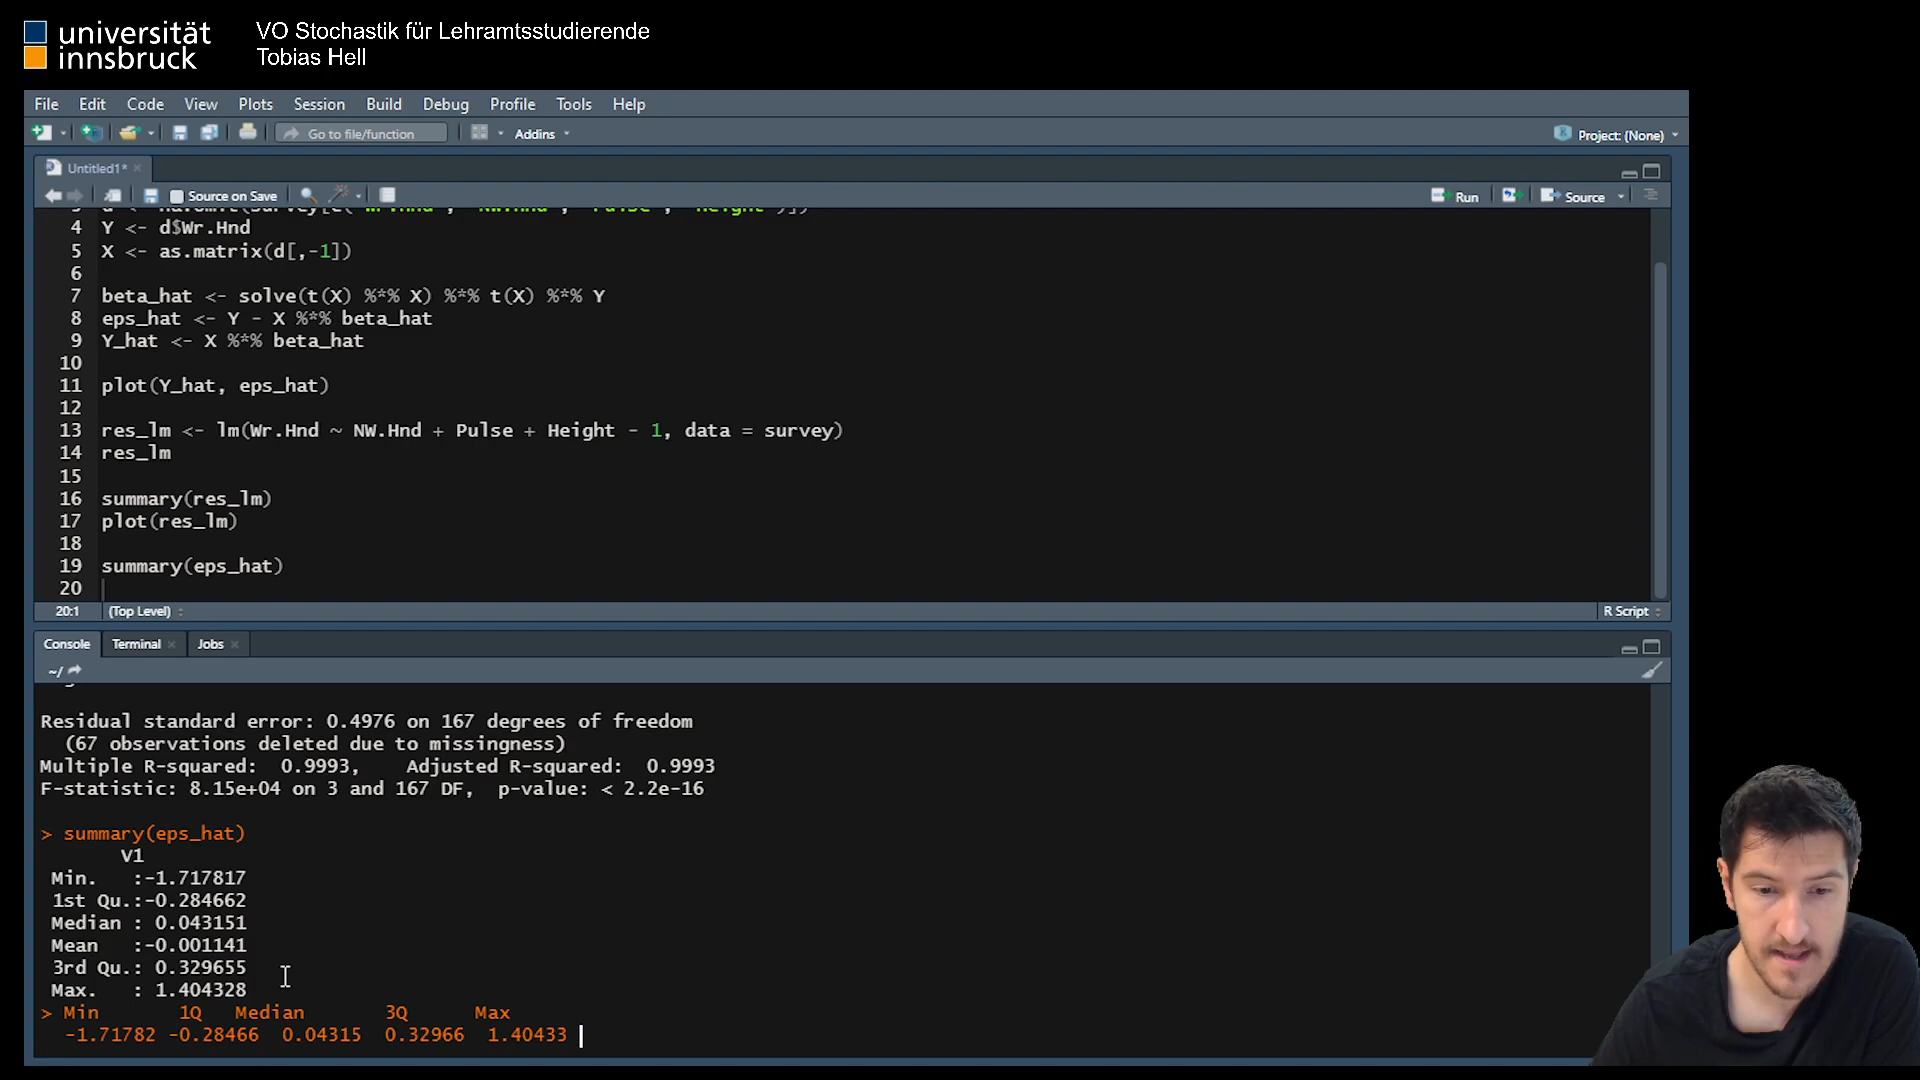 universität
innsbruck
VO Stochastik für Lehramtsstudierende
Tobias Hell
File Edit Code View Plots Session Build Debug Profile Tools Help
Go to file/function Addins Project: (None)
Untitled1*
Source on Save Run Source
4 Y <- d$Wr.Hnd
5 X <- as.matrix(d[,-1])
6
7 beta_hat <- solve(t(X) %*% X) %*% t(X) %*% Y
8 eps_hat <- Y - X %*% beta_hat
9 Y_hat <- X %*% beta_hat
10
11 plot(Y_hat, eps_hat)
12
13 res_lm <- lm(Wr.Hnd ~ NW.Hnd + Pulse + Height - 1, data = survey)
14 res_lm
15
16 summary(res_lm)
17 plot(res_lm)
18
19 summary(eps_hat)
20
20:1 (Top Level) R Script
Console Terminal Jobs
~/
Residual standard error: 0.4976 on 167 degrees of freedom
(67 observations deleted due to missingness)
Multiple R-squared: 0.9993, Adjusted R-squared: 0.9993
F-statistic: 8.15e+04 on 3 and 167 DF, p-value: < 2.2e-16
> summary(eps_hat)
V1
Min. :-1.717817
1st Qu.:-0.284662
Median : 0.043151
Mean :-0.001141
3rd Qu.: 0.329655
Max. : 1.404328
> Min 1Q Median 3Q Max
-1.71782 -0.28466 0.04315 0.32966 1.40433